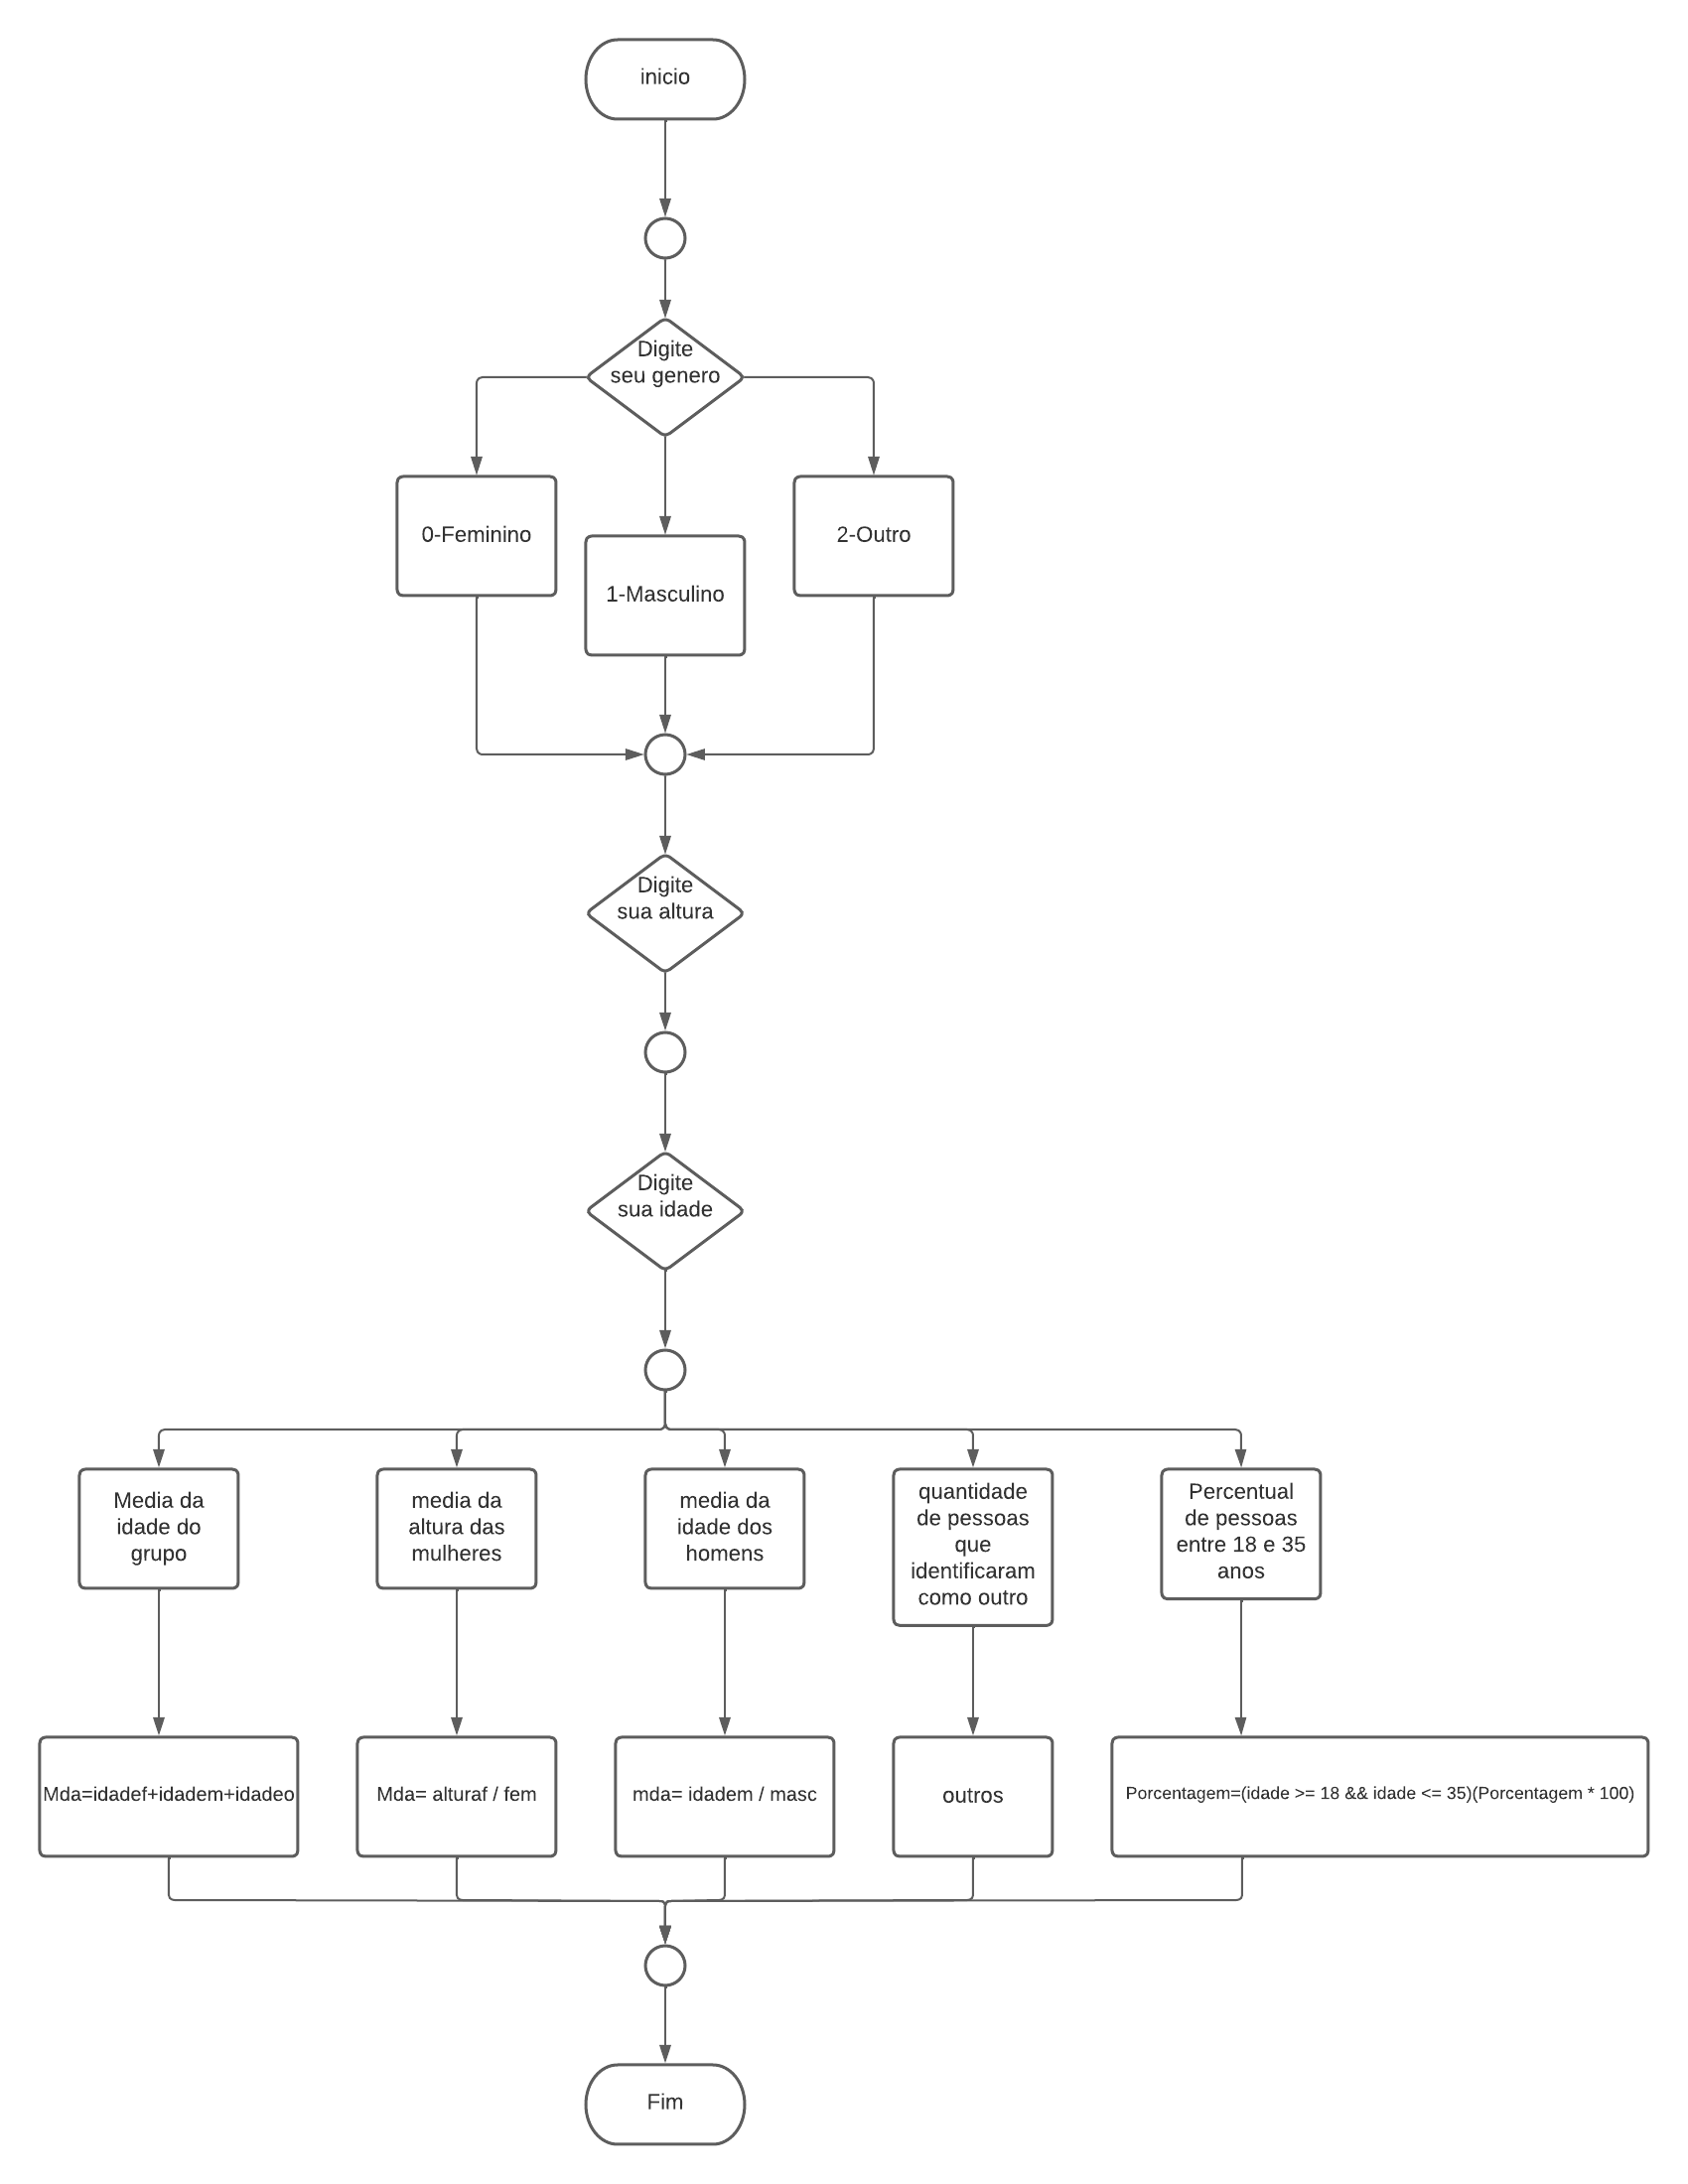 inicio
Digite
seu genero
0-Feminino
1-Masculino
2-Outro
Digite
sua altura
Digite
sua idade
Media da
idade do
grupo
media da
altura das
mulheres
media da
idade dos
homens
quantidade
de pessoas
que
identificaram
como outro
Percentual
de pessoas
entre 18 e 35
anos
Mda=idadef+idadem+idadeo
Mda= alturaf / fem
mda= idadem / masc
outros
Porcentagem=(idade >= 18 && idade <= 35)(Porcentagem * 100)
Fim